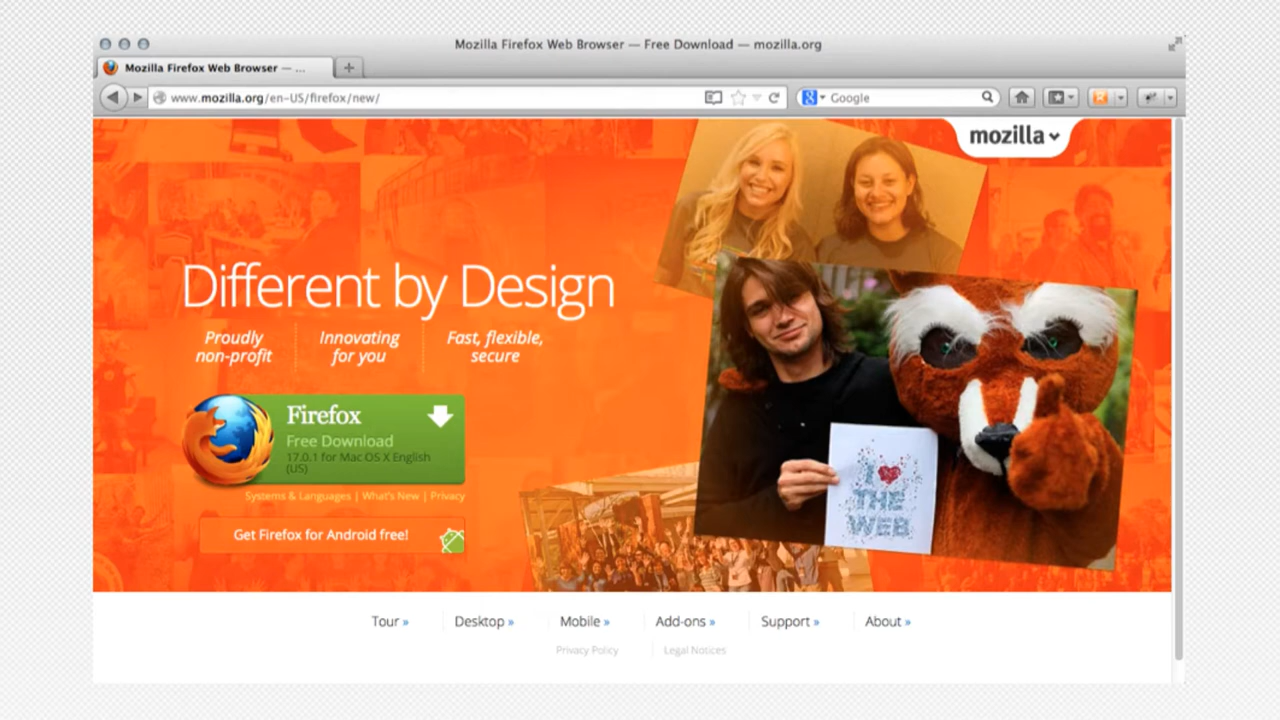 Mozilla Firefox Web Browser — Free Download — mozilla.org
Mozilla Firefox Web Browser — ...
www.mozilla.org/en-US/firefox/new/
Google
mozilla
Different by Design
Proudly non-profit
Innovating for you
Fast, flexible, secure
Firefox
Free Download
17.0.1 for Mac OS X English
(US)
Systems & Languages | What's New | Privacy
Get Firefox for Android free!
I
THE
WEB
Tour »
Desktop »
Mobile »
Add-ons »
Support »
About »
Privacy Policy
Legal Notices